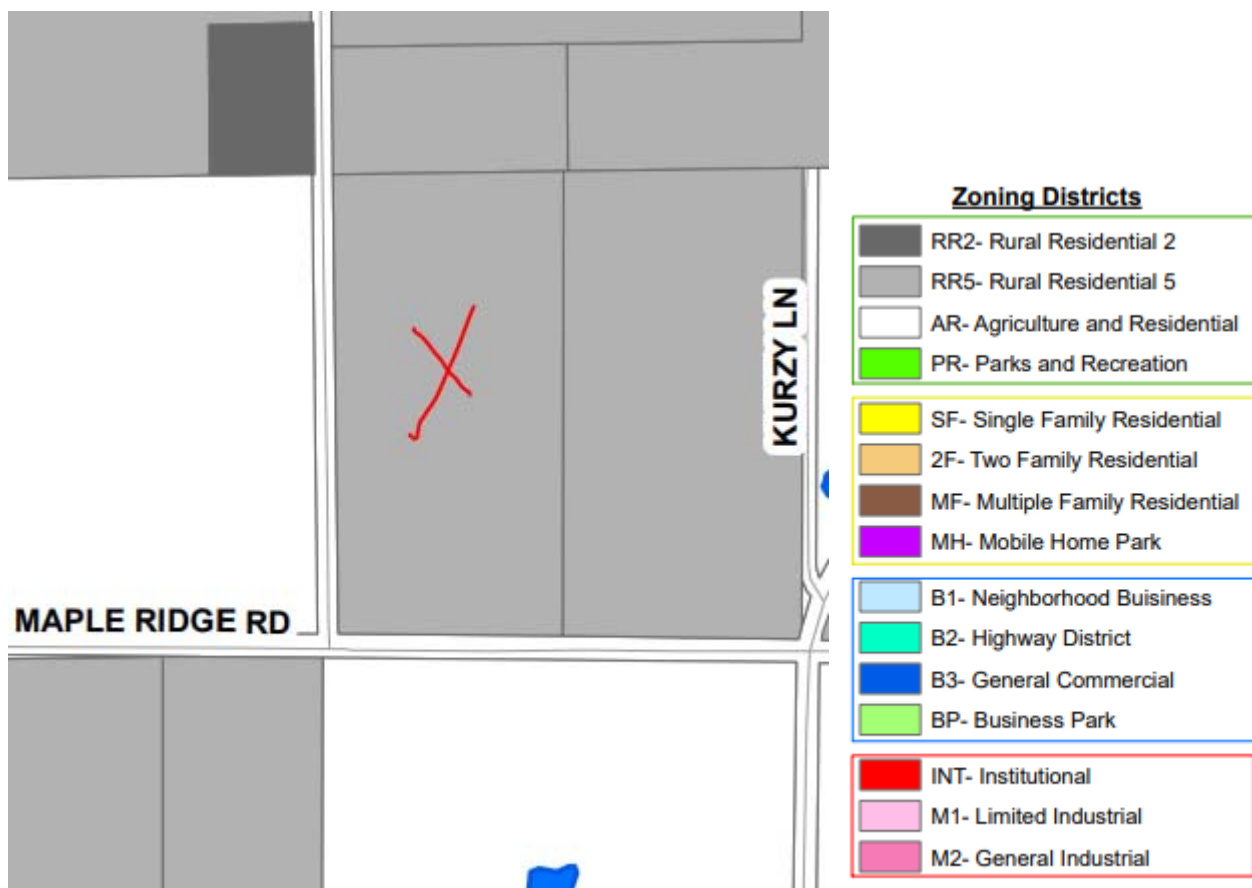 KURZY LN
MAPLE RIDGE RD
Zoning Districts
RR2- Rural Residential 2
RR5- Rural Residential 5
AR- Agriculture and Residential
PR- Parks and Recreation
SF- Single Family Residential
2F- Two Family Residential
MF- Multiple Family Residential
MH- Mobile Home Park
B1- Neighborhood Buisiness
B2- Highway District
B3- General Commercial
BP- Business Park
INT- Institutional
M1- Limited Industrial
M2- General Industrial